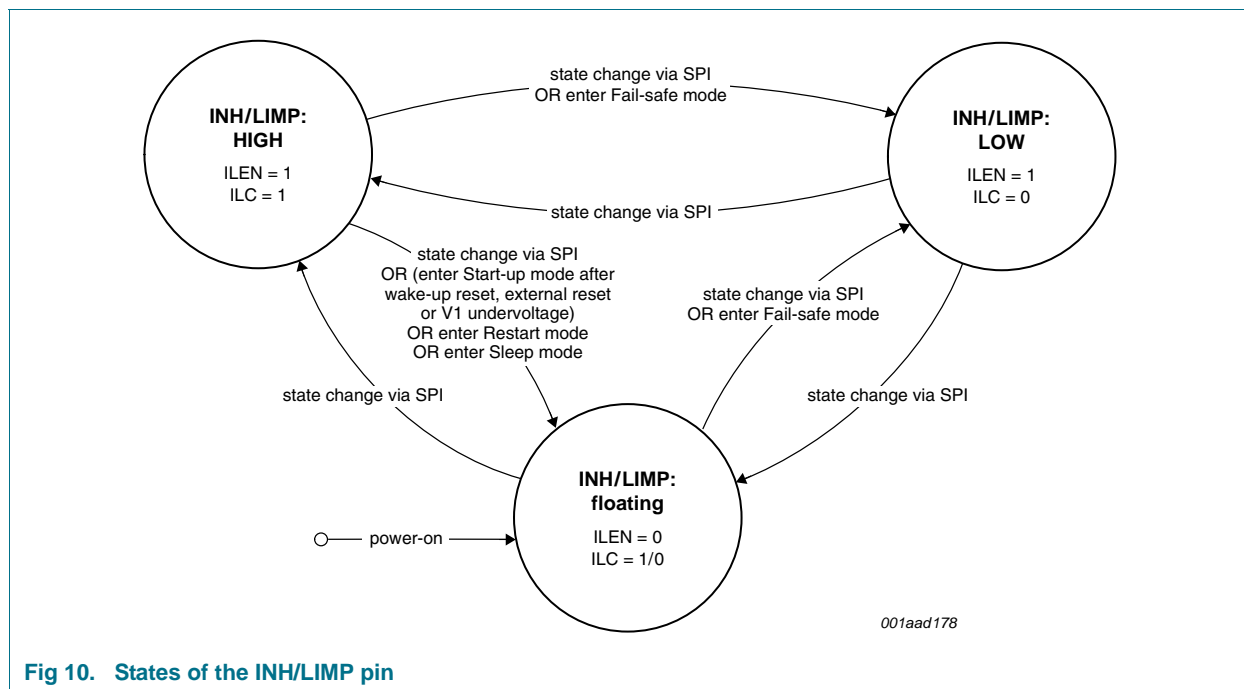 state change via SPI
OR enter Fail-safe mode
INH/LIMP:
HIGH
ILEN = 1
ILC = 1
INH/LIMP:
LOW
ILEN = 1
ILC = 0
state change via SPI
state change via SPI
OR (enter Start-up mode after
wake-up reset, external reset
or V1 undervoltage)
OR enter Restart mode
OR enter Sleep mode
state change via SPI
OR enter Fail-safe mode
state change via SPI
state change via SPI
INH/LIMP:
floating
ILEN = 0
ILC = 1/0
power-on
001aad178
Fig 10. States of the INH/LIMP pin